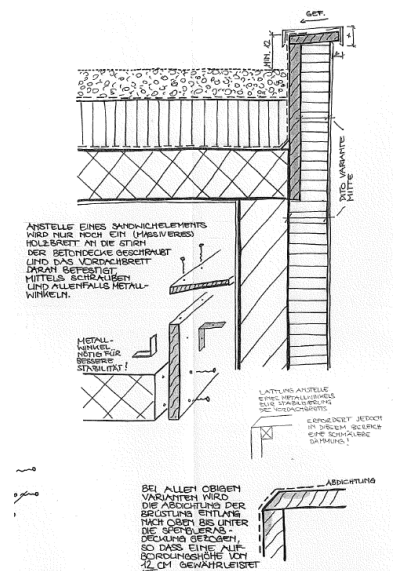 GEF.
MIN. 12
x
DITO VARIANTE
MITTE
ANSTELLE EINES SANDWICHELEMENTS
WIRD NUR NOCH EIN (MASSIVERES)
HOLZBRETT AN DIE STIRN
DER BETONDECKE GESCHRAUBT
UND DAS VORDACHBRETT
DARAN BEFESTIGT,
MITTELS SCHRAUBEN
UND ALLENFALLS METALL-
WINKELN.
METALL-
WINKEL
NÖTIG FÜR
BESSERE
STABILITÄT!
LATTUNG ANSTELLE
EINES METALLWINKELS
ZUR STABILISIERUNG
DES VORDACHBRETTS
ERFORDERT JEDOCH
IN DIESEM BEREICH
EINE SCHMÄLERE
DÄMMUNG!
ABDICHTUNG
BEI ALLEN OBIGEN
VARIANTEN WIRD
DIE ABDICHTUNG DER
BRÜSTUNG ENTLANG
NACH OBEN BIS UNTER
DIE SPENGLERAB-
DECKUNG GEZOGEN,
SO DASS EINE AUF-
BORDUNGSHÖHE VON
12 CM GEWÄHRLEISTET